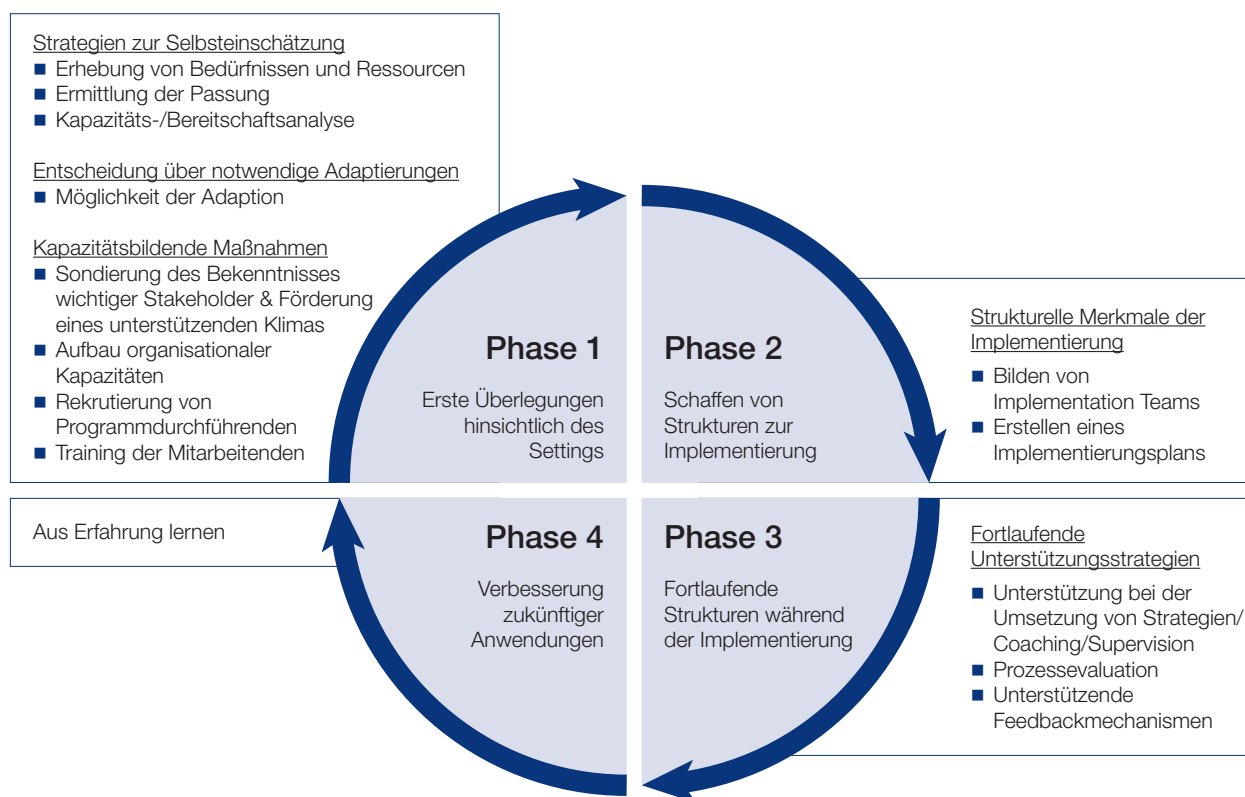 Strategien zur Selbsteinschätzung
■ Erhebung von Bedürfnissen und Ressourcen
■ Ermittlung der Passung
■ Kapazitäts-/Bereitschaftsanalyse
Entscheidung über notwendige Adaptierungen
■ Möglichkeit der Adaption
Kapazitätsbildende Maßnahmen
■ Sondierung des Bekenntnisses
wichtiger Stakeholder & Förderung
eines unterstützenden Klimas
■ Aufbau organisationaler
Kapazitäten
■ Rekrutierung von
Programmdurchführenden
■ Training der Mitarbeitenden
Phase 1
Erste Überlegungen
hinsichtlich des
Settings
Phase 2
Schaffen von
Strukturen zur
Implementierung
Strukturelle Merkmale der
Implementierung
■ Bilden von
Implementation Teams
■ Erstellen eines
Implementierungsplans
Phase 3
Fortlaufende
Strukturen während
der Implementierung
Fortlaufende
Unterstützungsstrategien
■ Unterstützung bei der
Umsetzung von Strategien/
Coaching/Supervision
■ Prozessevaluation
■ Unterstützende
Feedbackmechanismen
Phase 4
Verbesserung
zukünftiger
Anwendungen
Aus Erfahrung lernen